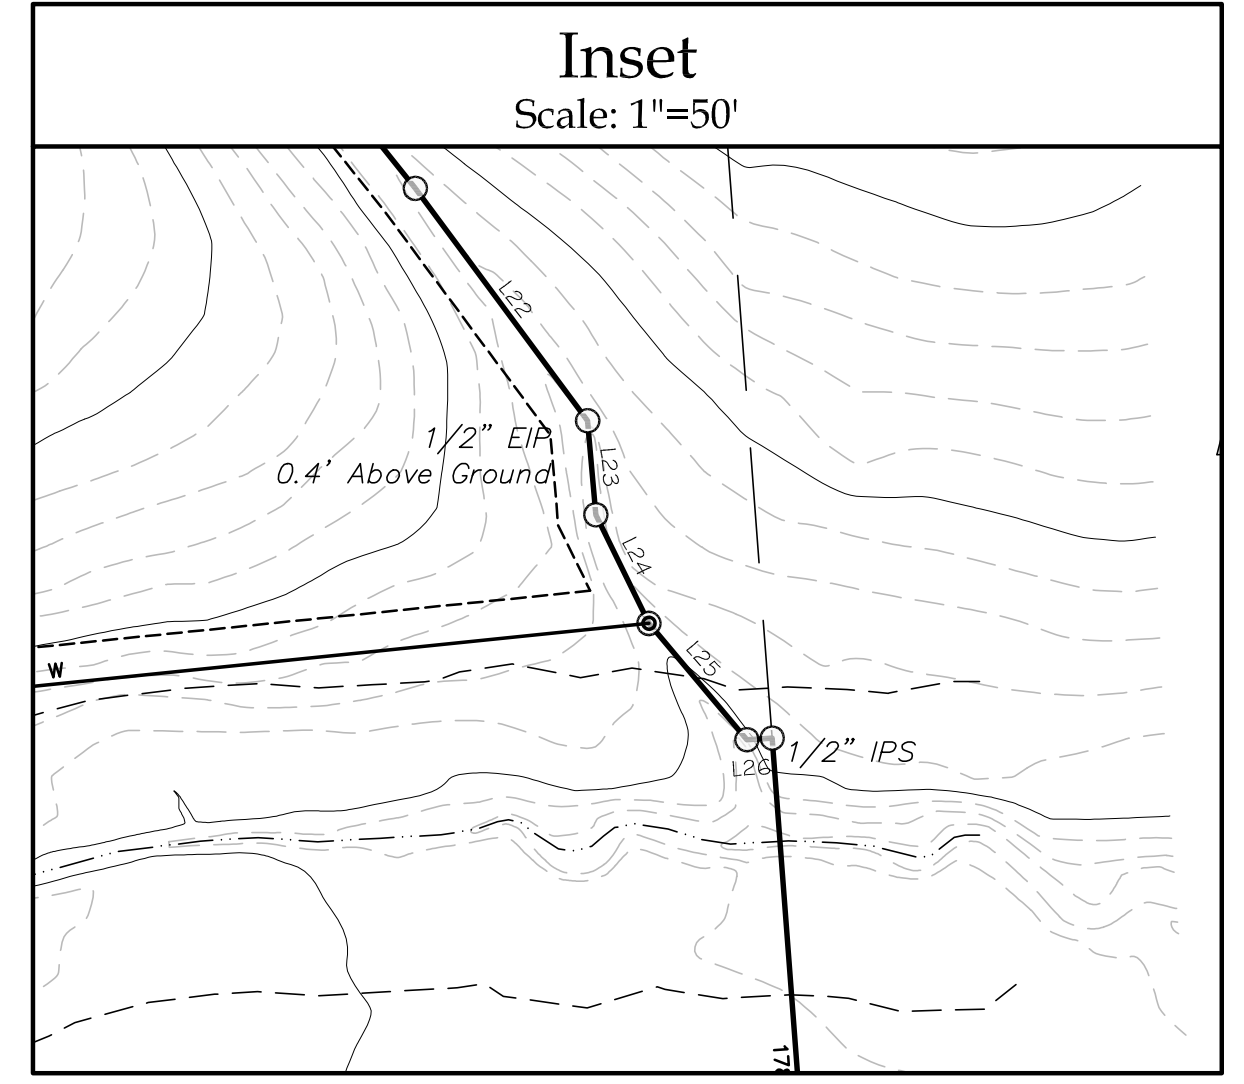 Inset
Scale: 1"=50'
L22
1/2" EIP
0.4' Above Ground
L23
L24
W
L25
1/2" IPS
L26